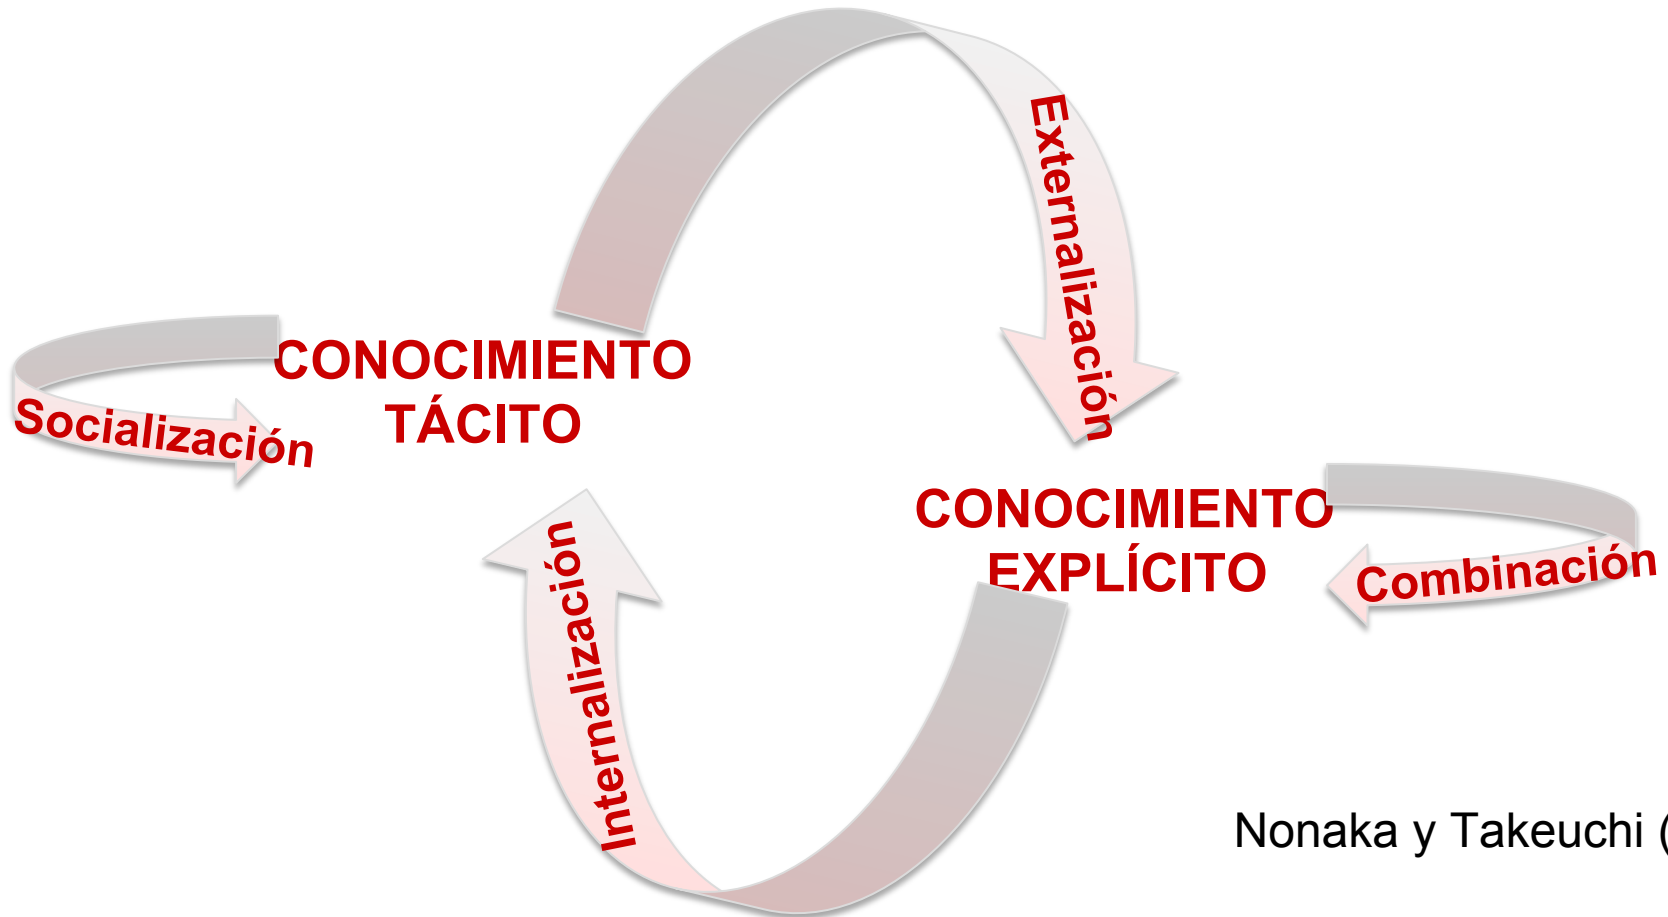 Externalización
CONOCIMIENTO
TÁCITO
Socialización
CONOCIMIENTO
EXPLÍCITO
Combinación
Internalización
Nonaka y Takeuchi (